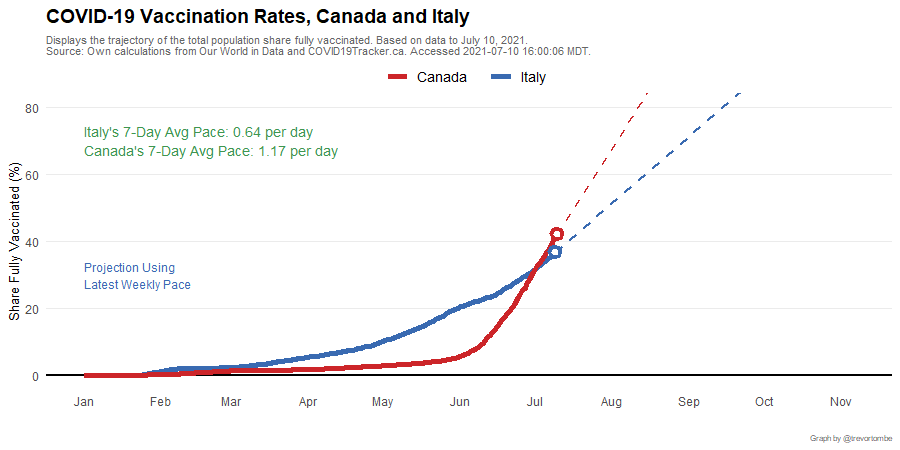 COVID-19 Vaccination Rates, Canada and Italy
Displays the trajectory of the total population share fully vaccinated. Based on data to July 10, 2021.
Source: Own calculations from Our World in Data and COVID19Tracker.ca. Accessed 2021-07-10 16:00:06 MDT.
Canada Italy
80
Italy's 7-Day Avg Pace: 0.64 per day
Canada's 7-Day Avg Pace: 1.17 per day
60
Share Fully Vaccinated (%)
40
Projection Using
Latest Weekly Pace
20
0
Jan Feb Mar Apr May Jun Jul Aug Sep Oct Nov
Graph by @trevortombe